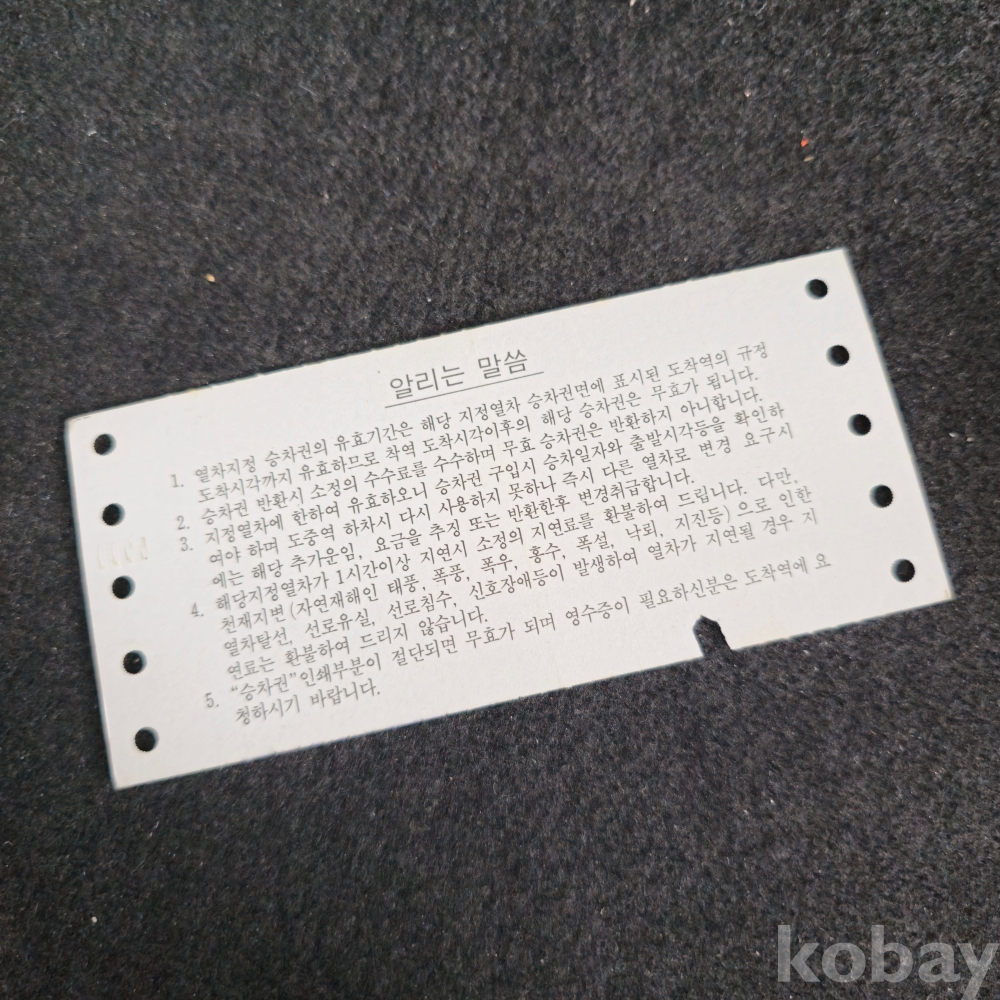 알리는 말씀
1. 열차지정 승차권의 유효기간은 해당 지정열차 승차권면에 표시된 도착역의 규정
도착시각까지 유효하므로 착역 도착시각이후의 해당 승차권은 무효가 됩니다.
2. 승차권 반환시 소정의 수수료를 수수하며 무효 승차권은 반환하지 아니합니다.
3. 지정열차에 한하여 유효하오니 승차권 구입시 승차일자와 출발시각등을 확인하
여야 하며 도중역 하차시 다시 사용하지 못하나 즉시 다른 열차로 변경 요구시
에는 해당 추가운임, 요금을 추징 또는 반환한후 변경취급합니다.
4. 해당지정열차가 1시간이상 지연시 소정의 지연료를 환불하여 드립니다. 다만,
천재지변(자연재해인 태풍, 폭풍, 폭우, 홍수, 폭설, 낙뢰, 지진등)으로 인한
열차탈선, 선로유실, 선로침수, 신호장애등이 발생하여 열차가 지연될 경우 지
연료는 환불하여 드리지 않습니다.
5. “승차권”인쇄부분이 절단되면 무효가 되며 영수증이 필요하신분은 도착역에 요
청하시기 바랍니다.
kobay